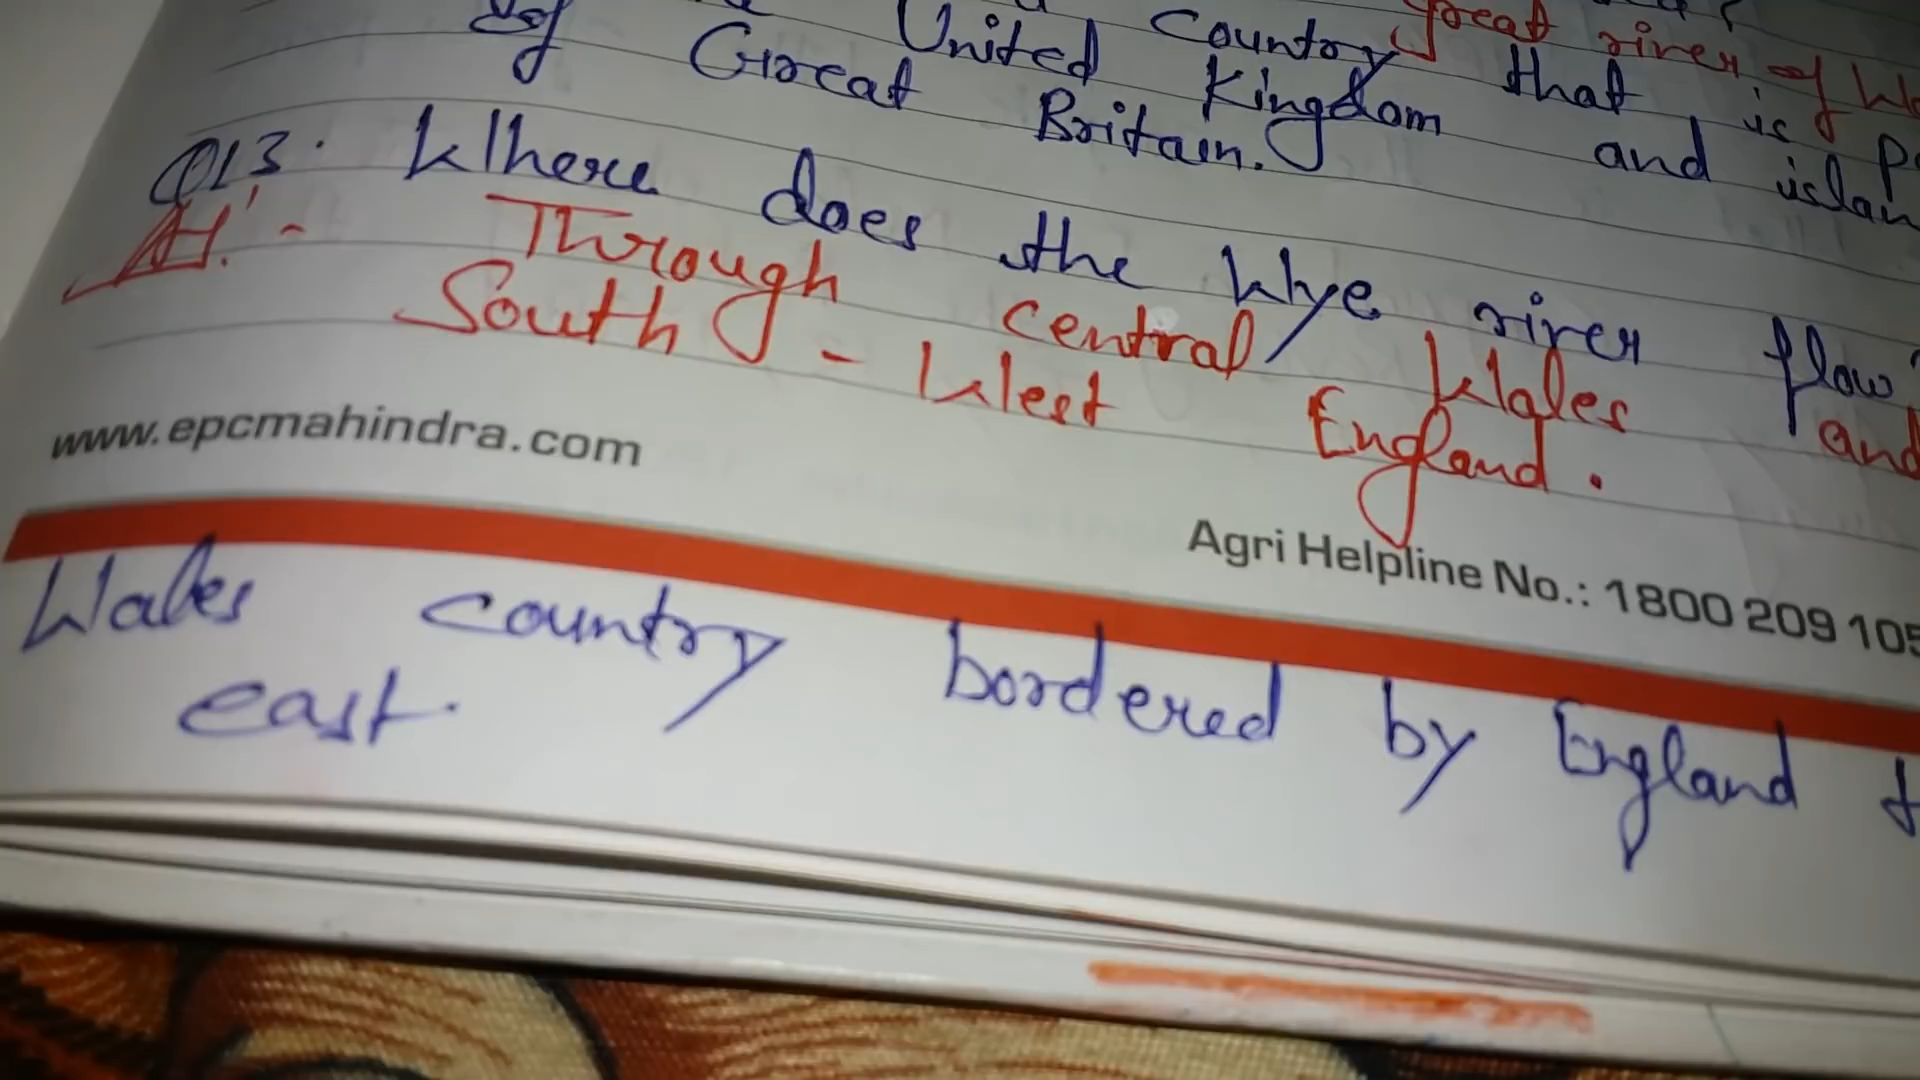 great river of
country that is
of United Kingdom and
Great Britain.
Q13. Where does the Wye river flow
A! - Through central Wales and
South - West England.
www.epcmahindra.com
Agri Helpline No.: 1800 209 105
Wales country bordered by England
east.